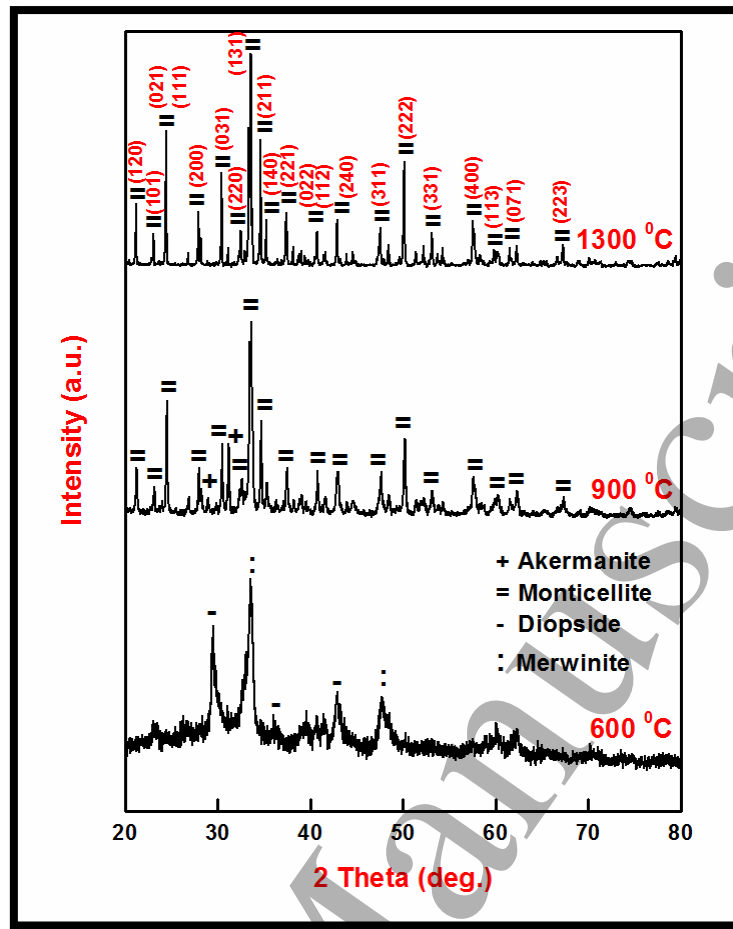 (120)
(101)
(021)
(111)
(200)
(031)
(220)
(131)
(211)
(140)
(221)
(022)
(112)
(240)
(311)
(222)
(331)
(400)
(113)
(071)
(223)
1300 ⁰C
900 ⁰C
+ Akermanite
= Monticellite
- Diopside
: Merwinite
600 ⁰C
Intensity (a.u.)
20 30 40 50 60 70 80
2 Theta (deg.)